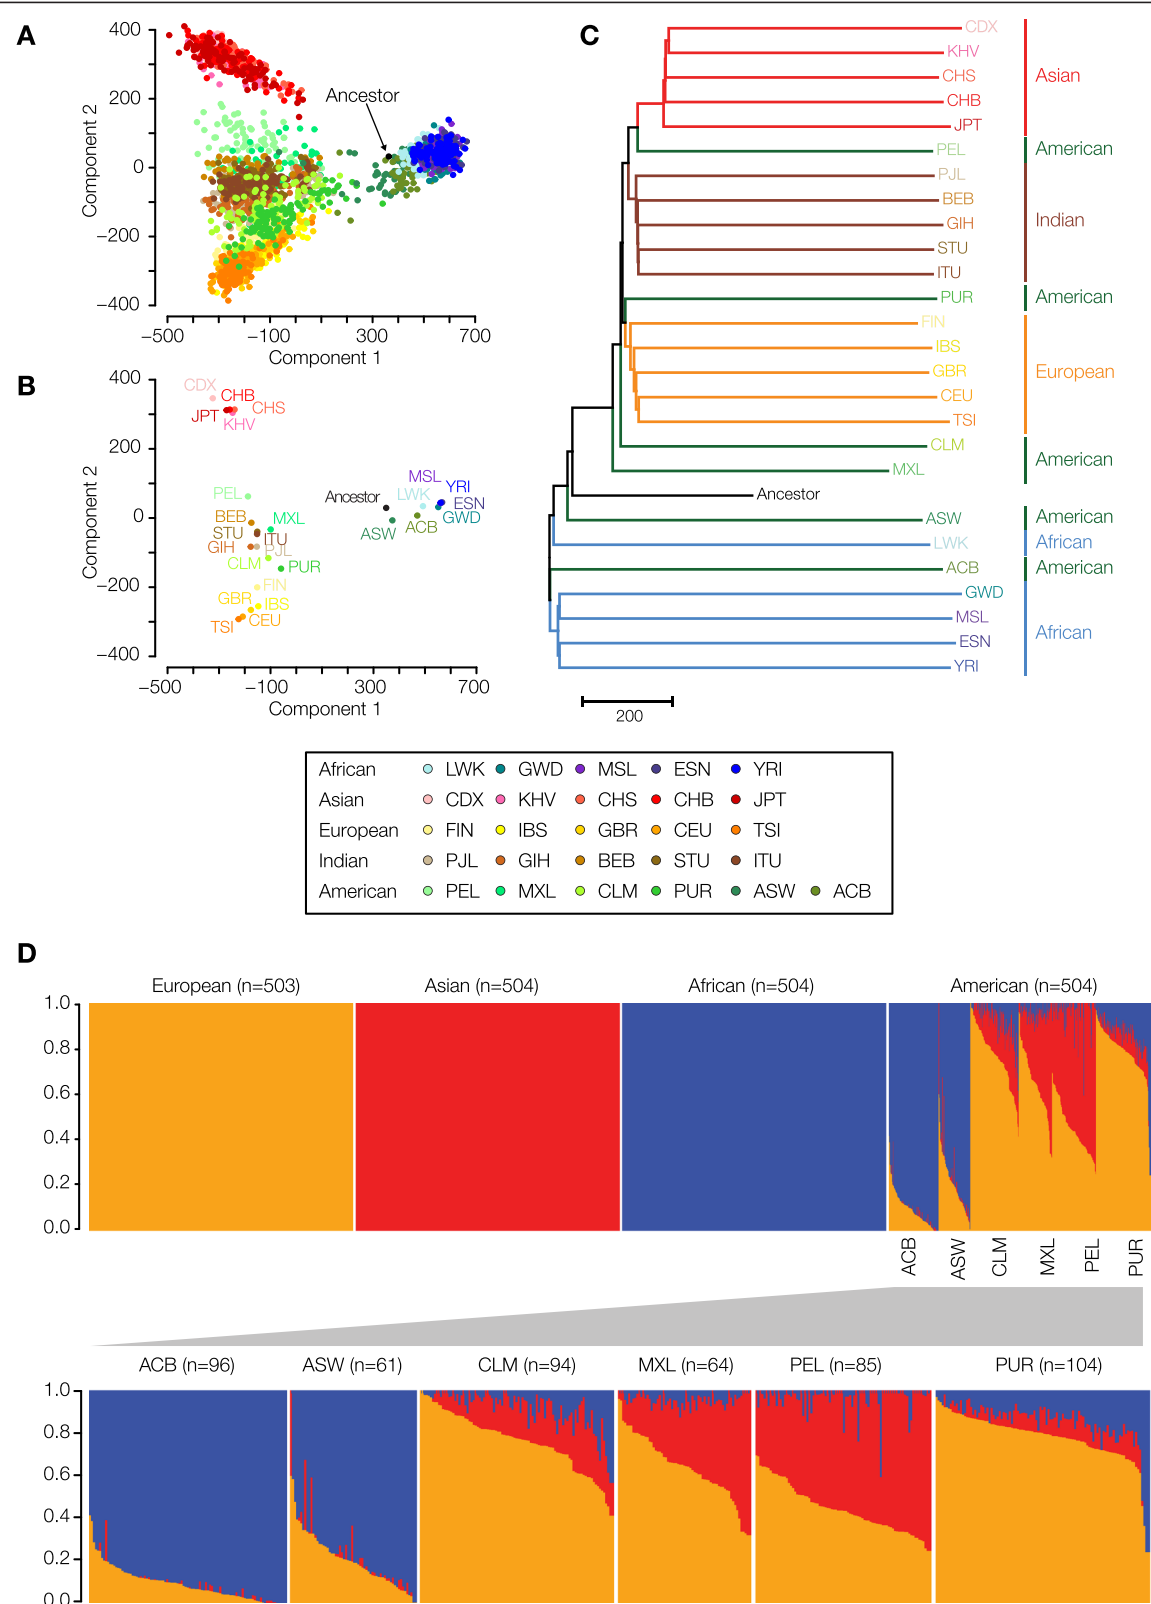 A
400
200
0
−200
−400
Component 2
Ancestor
−500
−100
300
700
Component 1
B
400
200
0
−200
−400
Component 2
CDX
CHB
JPT
CHS
KHV
PEL
BEB
MXL
STU
ITU
GIH
PJL
CLM
PUR
FIN
GBR
IBS
CEU
TSI
Ancestor
ASW
MSL
LWK
YRI
ESN
GWD
ACB
−500
−100
300
700
Component 1
C
CDX
KHV
CHS
CHB
JPT
PEL
PJL
BEB
GIH
STU
ITU
PUR
FIN
IBS
GBR
CEU
TSI
CLM
MXL
Ancestor
ASW
LWK
ACB
GWD
MSL
ESN
YRI
Asian
American
Indian
American
European
American
American
African
American
African
200
African LWK GWD MSL ESN YRI
Asian CDX KHV CHS CHB JPT
European FIN IBS GBR CEU TSI
Indian PJL GIH BEB STU ITU
American PEL MXL CLM PUR ASW ACB
D
European (n=503) Asian (n=504) African (n=504) American (n=504)
1.0
0.8
0.6
0.4
0.2
0.0
ACB ASW CLM MXL PEL PUR
ACB (n=96) ASW (n=61) CLM (n=94) MXL (n=64) PEL (n=85) PUR (n=104)
1.0
0.8
0.6
0.4
0.2
0.0